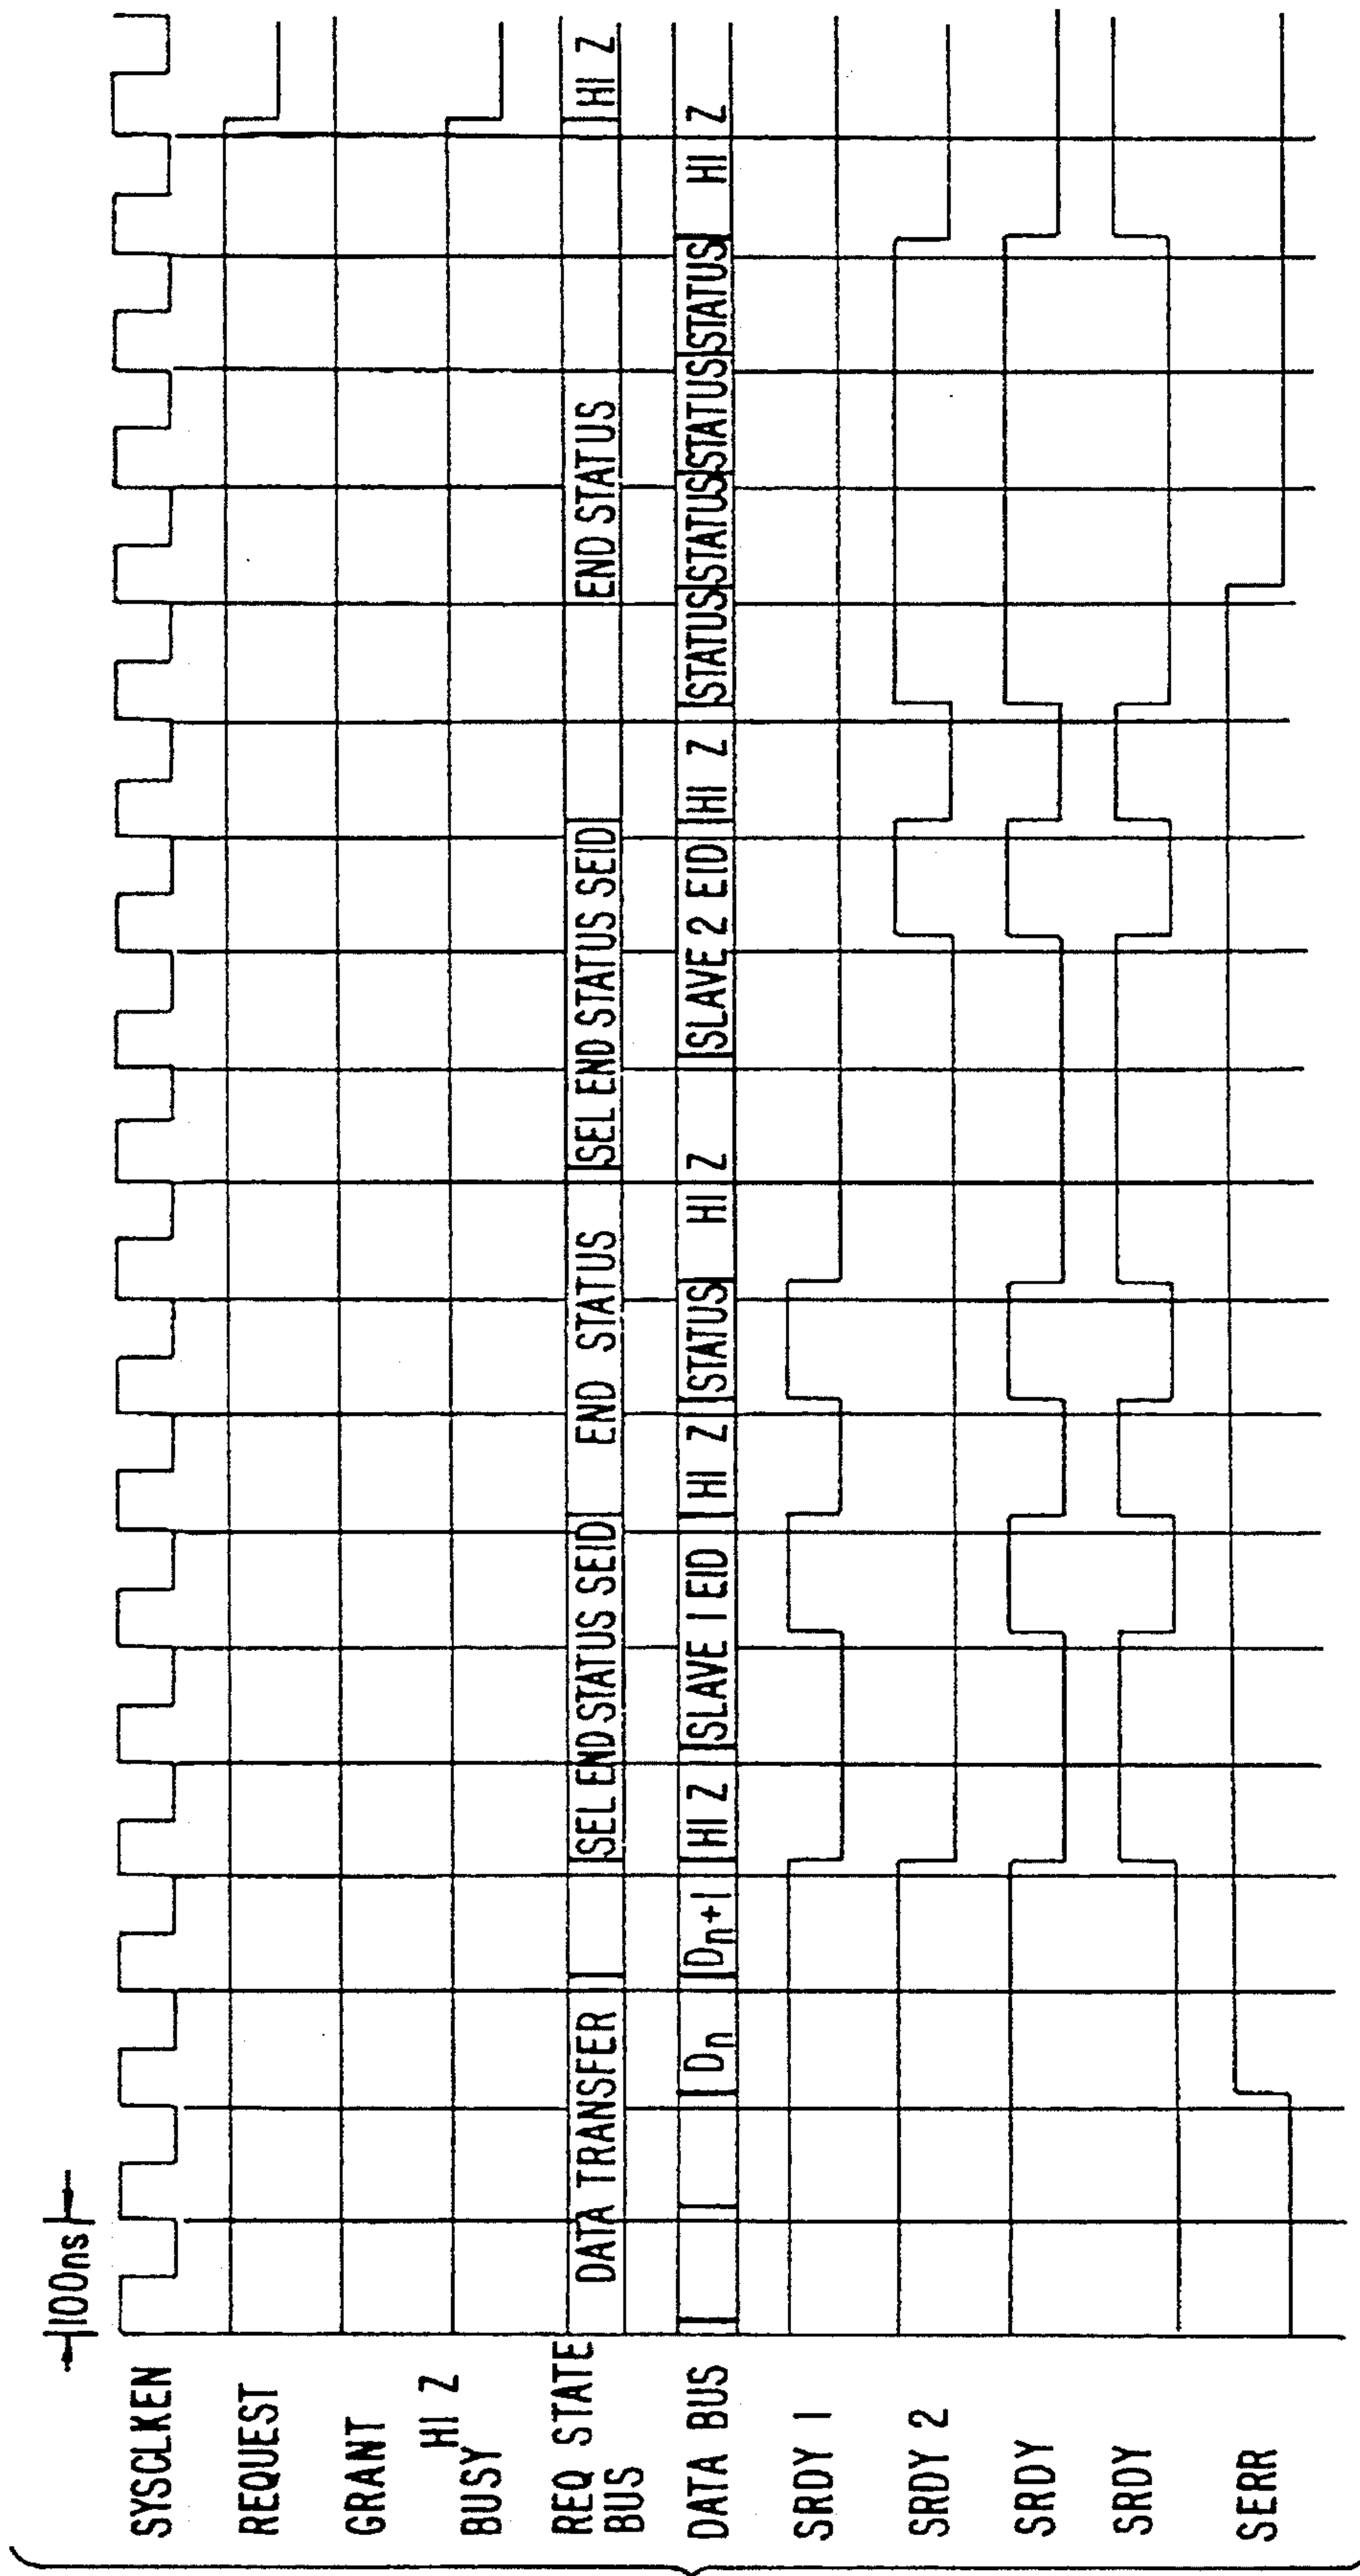 100ns
SYSCLKEN
REQUEST
GRANT
HI Z
BUSY
REQ STATE
BUS
DATA TRANSFER
SEL END STATUS SEID
END STATUS
SEL END STATUS SEID
END STATUS
HI Z
DATA BUS
Dn
Dn+1
HI Z
SLAVE 1 EID
HI Z
STATUS
HI Z
SLAVE 2 EID
HI Z
STATUS
STATUS
STATUS
STATUS
HI Z
SRDY 1
SRDY 2
SRDY
SRDY
SERR